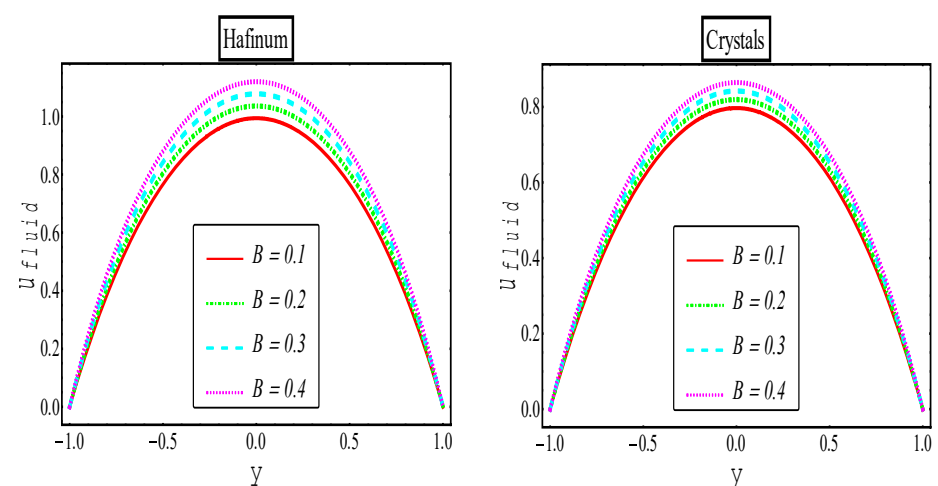 Hafinum
1.0
0.8
0.6
0.4
0.2
0.0
u fluid
B = 0.1
B = 0.2
B = 0.3
B = 0.4
−1.0 −0.5 0.0 0.5 1.0
y
Crystals
0.8
0.6
0.4
0.2
0.0
u fluid
B = 0.1
B = 0.2
B = 0.3
B = 0.4
−1.0 −0.5 0.0 0.5 1.0
y